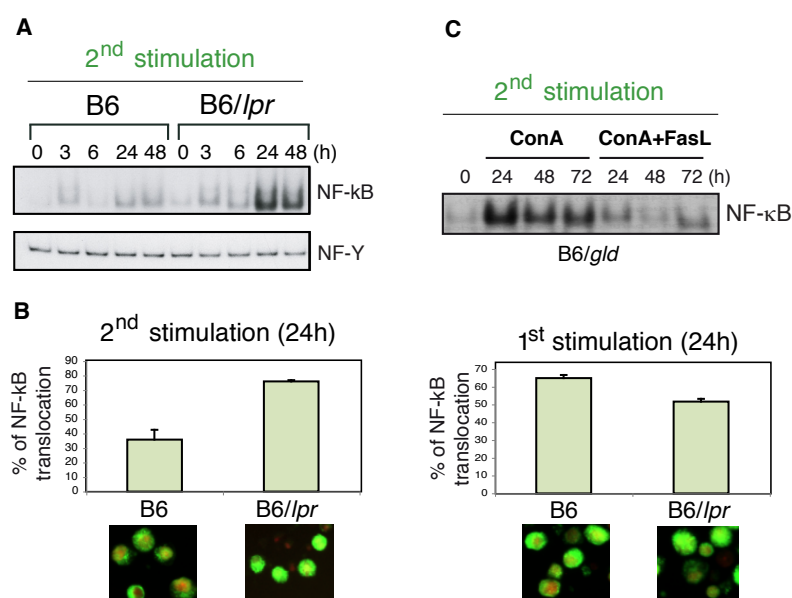 A
2nd stimulation
B6 B6/lpr
0 3 6 24 48 0 3 6 24 48 (h)
NF-kB
NF-Y
C
2nd stimulation
ConA ConA+FasL
0 24 48 72 24 48 72 (h)
NF-κB
B6/gld
B
2nd stimulation (24h)
% of NF-kB
translocation
90
80
70
60
50
40
30
20
10
0
B6 B6/lpr
1st stimulation (24h)
% of NF-kB
translocation
70
60
50
40
30
20
10
0
B6 B6/lpr